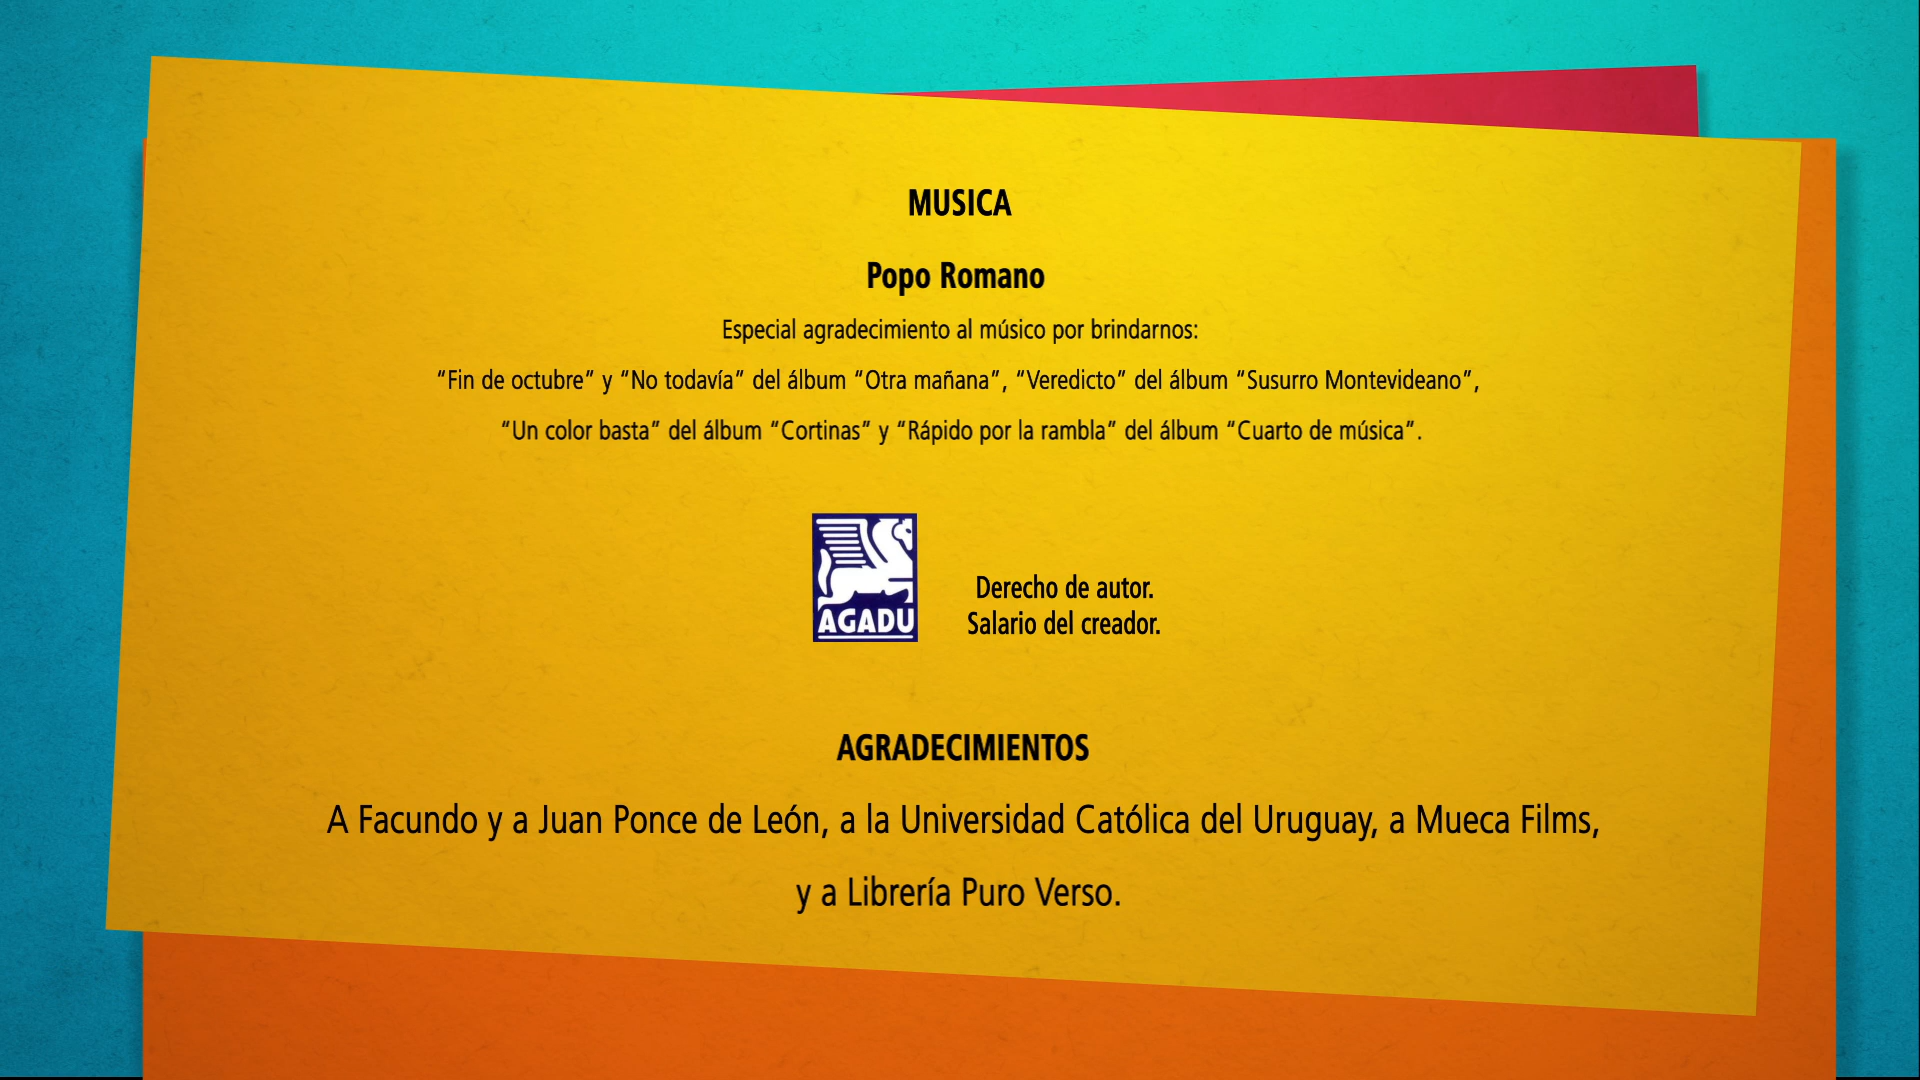 MUSICA
Popo Romano
Especial agradecimiento al músico por brindarnos:
“Fin de octubre” y “No todavía” del álbum “Otra mañana”, “Veredicto” del álbum “Susurro Montevideano”,
“Un color basta” del álbum “Cortinas” y “Rápido por la rambla” del álbum “Cuarto de música”.
AGADU
Derecho de autor.
Salario del creador.
AGRADECIMIENTOS
A Facundo y a Juan Ponce de León, a la Universidad Católica del Uruguay, a Mueca Films,
y a Librería Puro Verso.